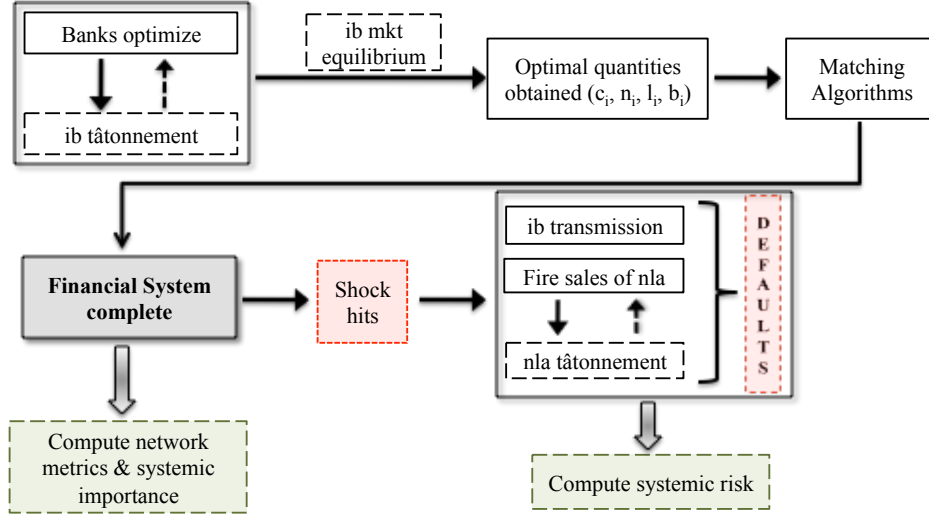 Banks optimize
ib tâtonnement
ib mkt
equilibrium
Optimal quantities
obtained (cᵢ, nᵢ, lᵢ, bᵢ)
Matching
Algorithms
Financial System
complete
Shock
hits
ib transmission
Fire sales of nla
nla tâtonnement
DEFAULTS
Compute network
metrics & systemic
importance
Compute systemic risk